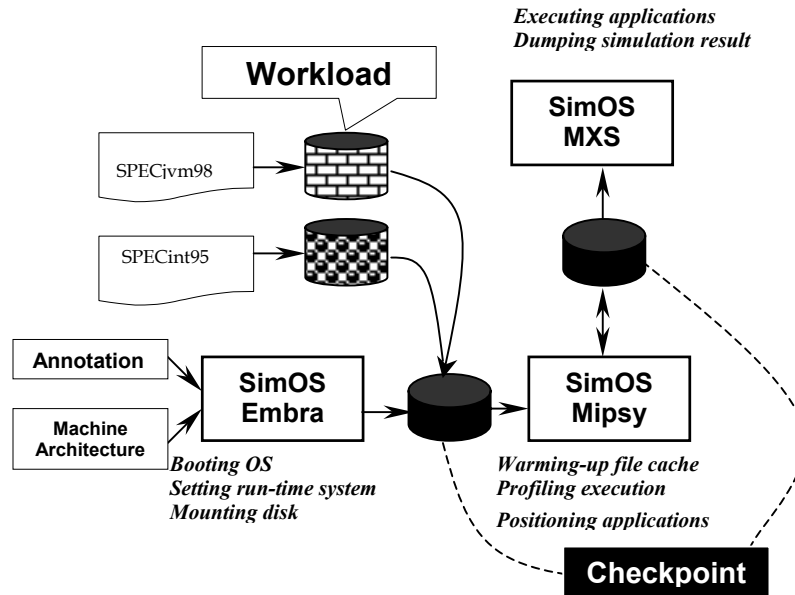 Executing applications
Dumping simulation result
Workload
SimOS
MXS
SPECjvm98
SPECint95
Annotation
Machine
Architecture
SimOS
Embra
SimOS
Mipsy
Booting OS
Setting run-time system
Mounting disk
Warming-up file cache
Profiling execution
Positioning applications
Checkpoint